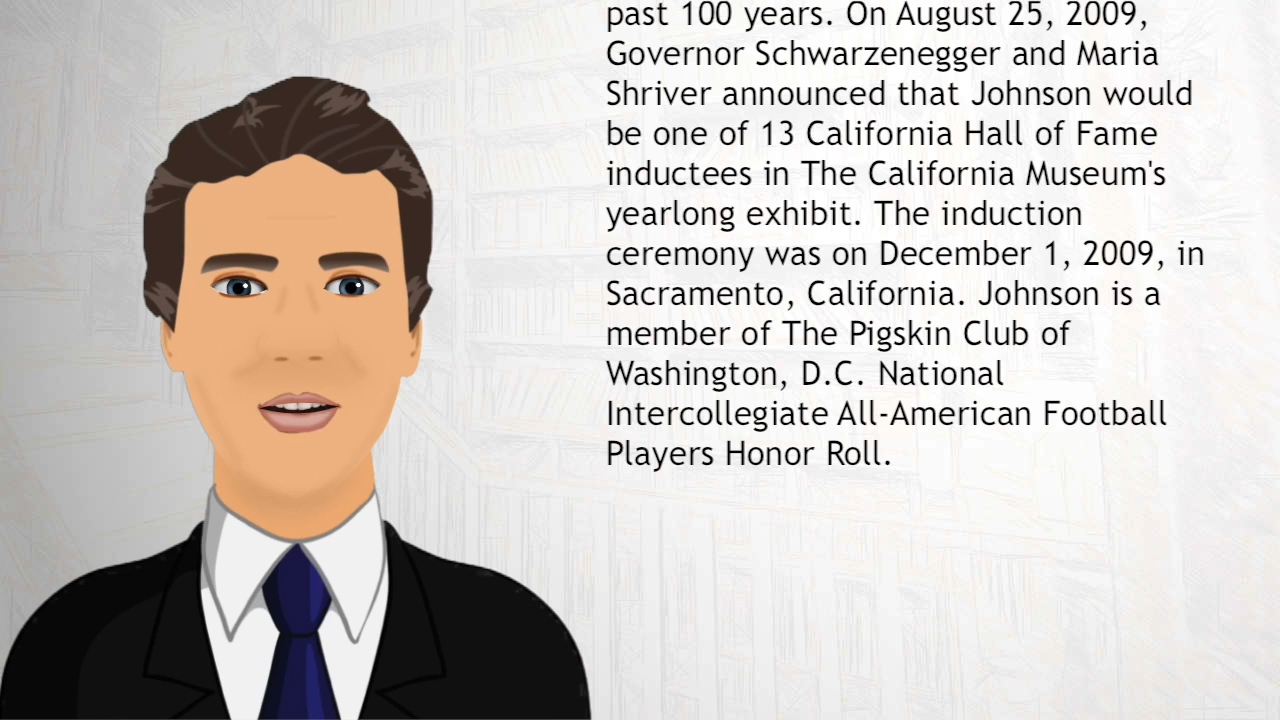 past 100 years. On August 25, 2009,
Governor Schwarzenegger and Maria
Shriver announced that Johnson would
be one of 13 California Hall of Fame
inductees in The California Museum's
yearlong exhibit. The induction
ceremony was on December 1, 2009, in
Sacramento, California. Johnson is a
member of The Pigskin Club of
Washington, D.C. National
Intercollegiate All-American Football
Players Honor Roll.